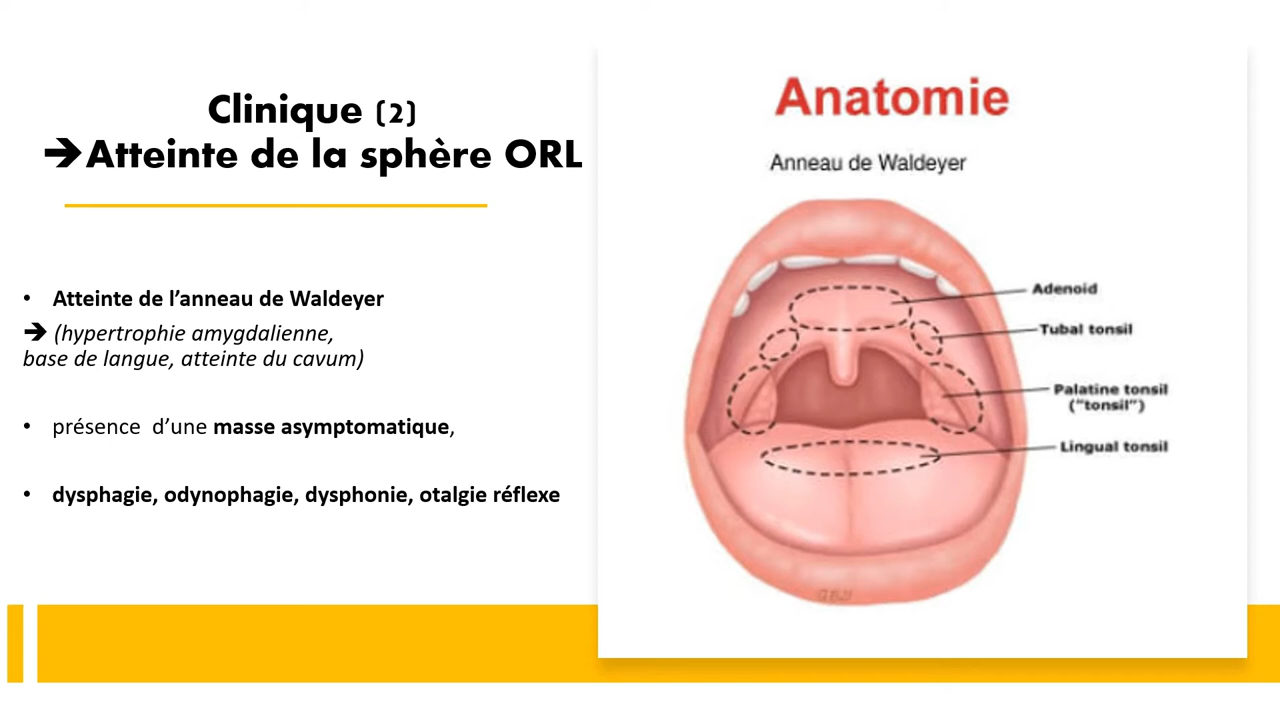 Clinique (2)
➔Atteinte de la sphère ORL
• Atteinte de l'anneau de Waldeyer
➔ (hypertrophie amygdalienne,
base de langue, atteinte du cavum)
• présence d'une masse asymptomatique,
• dysphagie, odynophagie, dysphonie, otalgie réflexe
Anatomie
Anneau de Waldeyer
Adenoid
Tubal tonsil
Palatine tonsil
("tonsil")
Lingual tonsil